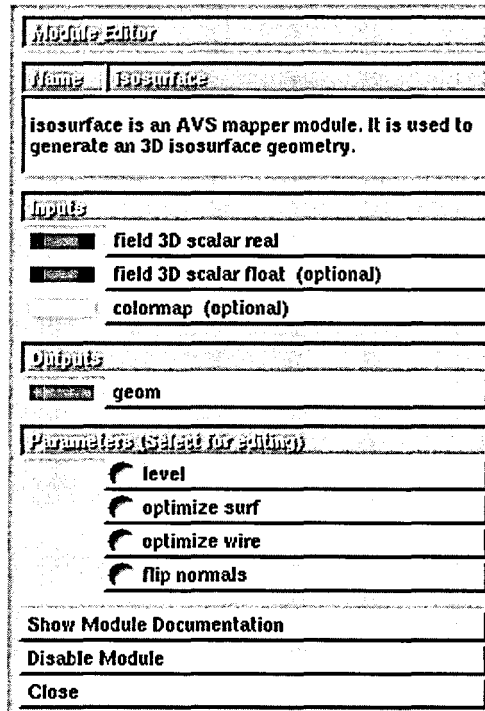 Module Editor
Name isosurface
isosurface is an AVS mapper module. It is used to
generate an 3D isosurface geometry.
Inputs
field 3D scalar real
field 3D scalar float (optional)
colormap (optional)
Outputs
geom
Parameters (Select for editing)
level
optimize surf
optimize wire
flip normals
Show Module Documentation
Disable Module
Close